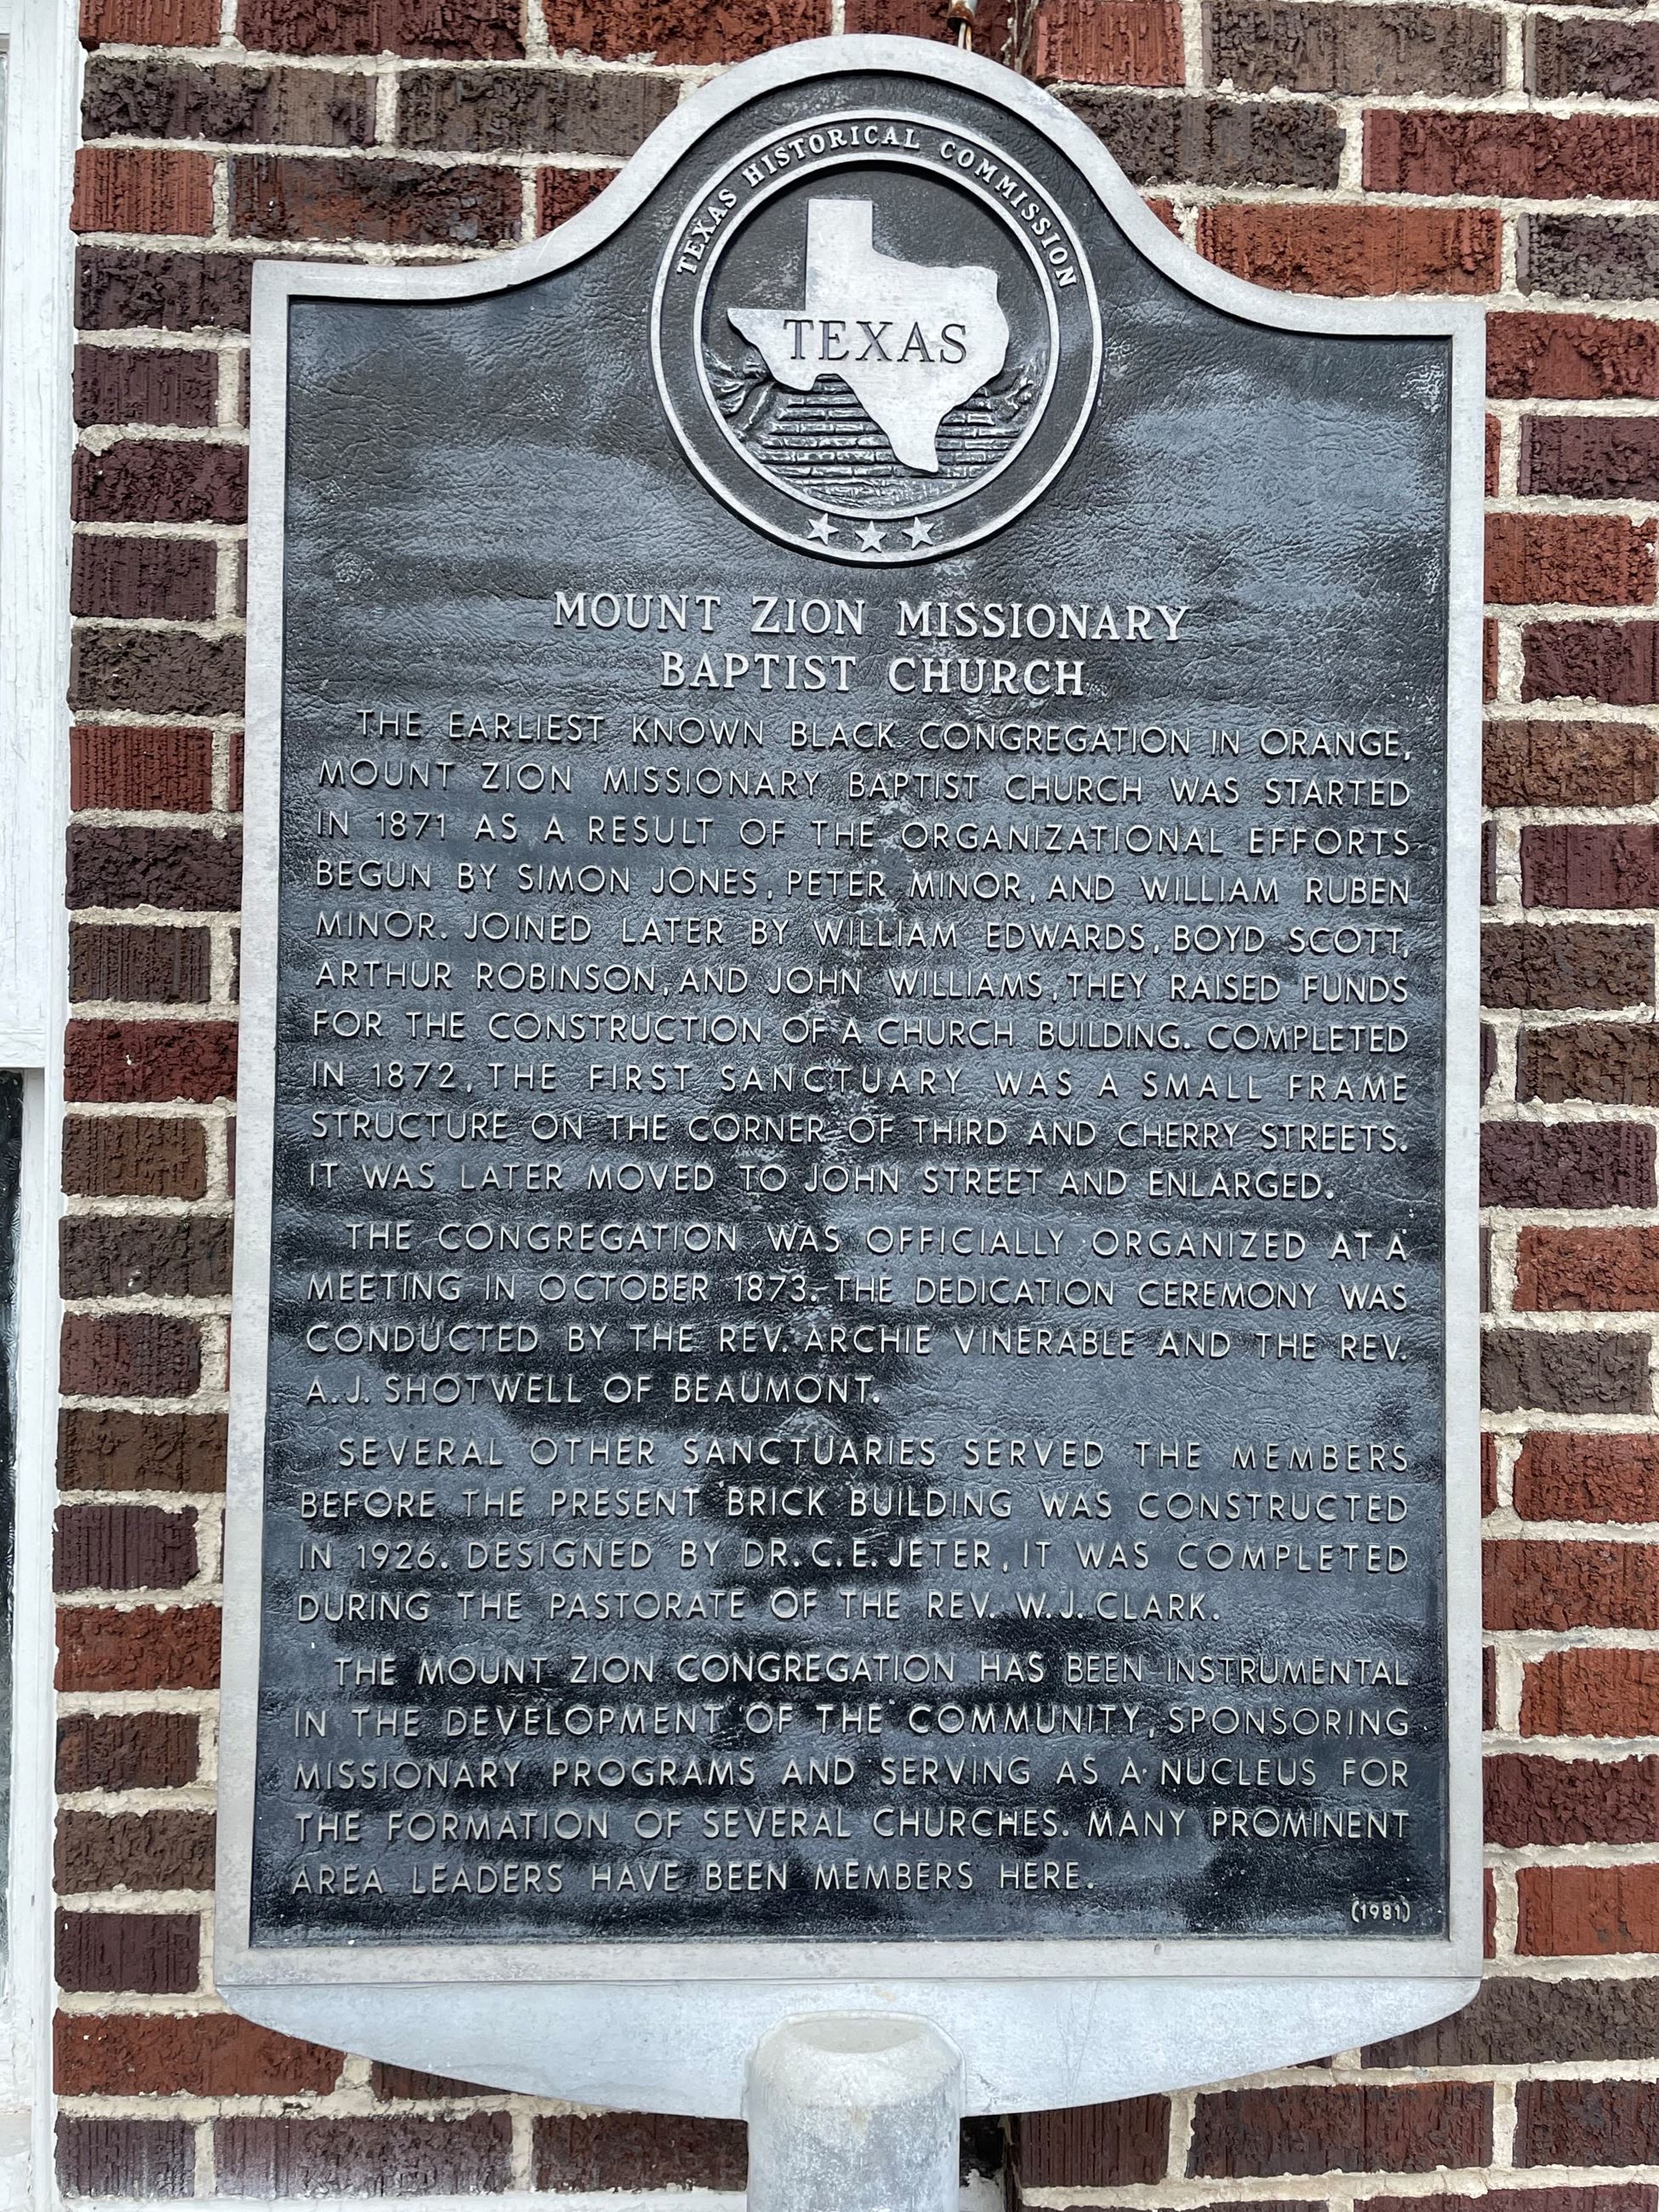 TEXAS HISTORICAL COMMISSION
TEXAS
MOUNT ZION MISSIONARY
BAPTIST CHURCH
THE EARLIEST KNOWN BLACK CONGREGATION IN ORANGE,
MOUNT ZION MISSIONARY BAPTIST CHURCH WAS STARTED
IN 1871 AS A RESULT OF THE ORGANIZATIONAL EFFORTS
BEGUN BY SIMON JONES, PETER MINOR, AND WILLIAM RUBEN
MINOR. JOINED LATER BY WILLIAM EDWARDS, BOYD SCOTT,
ARTHUR ROBINSON, AND JOHN WILLIAMS, THEY RAISED FUNDS
FOR THE CONSTRUCTION OF A CHURCH BUILDING. COMPLETED
IN 1872, THE FIRST SANCTUARY WAS A SMALL FRAME
STRUCTURE ON THE CORNER OF THIRD AND CHERRY STREETS.
IT WAS LATER MOVED TO JOHN STREET AND ENLARGED.
THE CONGREGATION WAS OFFICIALLY ORGANIZED AT A
MEETING IN OCTOBER 1873. THE DEDICATION CEREMONY WAS
CONDUCTED BY THE REV. ARCHIE VINERABLE AND THE REV.
A. J. SHOTWELL OF BEAUMONT.
SEVERAL OTHER SANCTUARIES SERVED THE MEMBERS
BEFORE THE PRESENT BRICK BUILDING WAS CONSTRUCTED
IN 1926. DESIGNED BY DR. C. E. JETER, IT WAS COMPLETED
DURING THE PASTORATE OF THE REV. W. J. CLARK.
THE MOUNT ZION CONGREGATION HAS BEEN INSTRUMENTAL
IN THE DEVELOPMENT OF THE COMMUNITY, SPONSORING
MISSIONARY PROGRAMS AND SERVING AS A NUCLEUS FOR
THE FORMATION OF SEVERAL CHURCHES. MANY PROMINENT
AREA LEADERS HAVE BEEN MEMBERS HERE.
(1981)